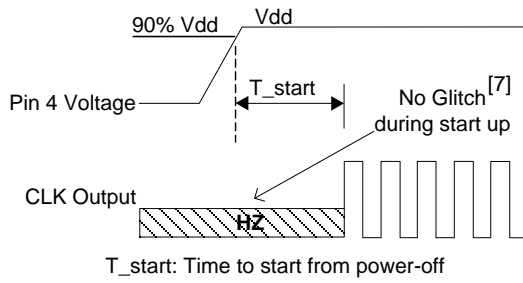 90% Vdd
Vdd
T_start
Pin 4 Voltage
No Glitch[7]
during start up
CLK Output
HZ
T_start: Time to start from power-off